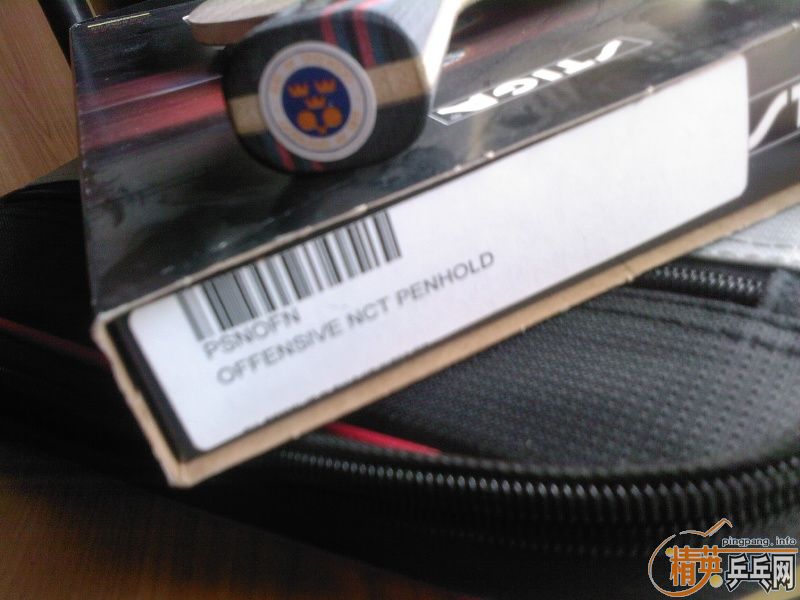 STIGA
PSNOFN
OFFENSIVE NCT PENHOLD
pingpang.info
精英乒乓网